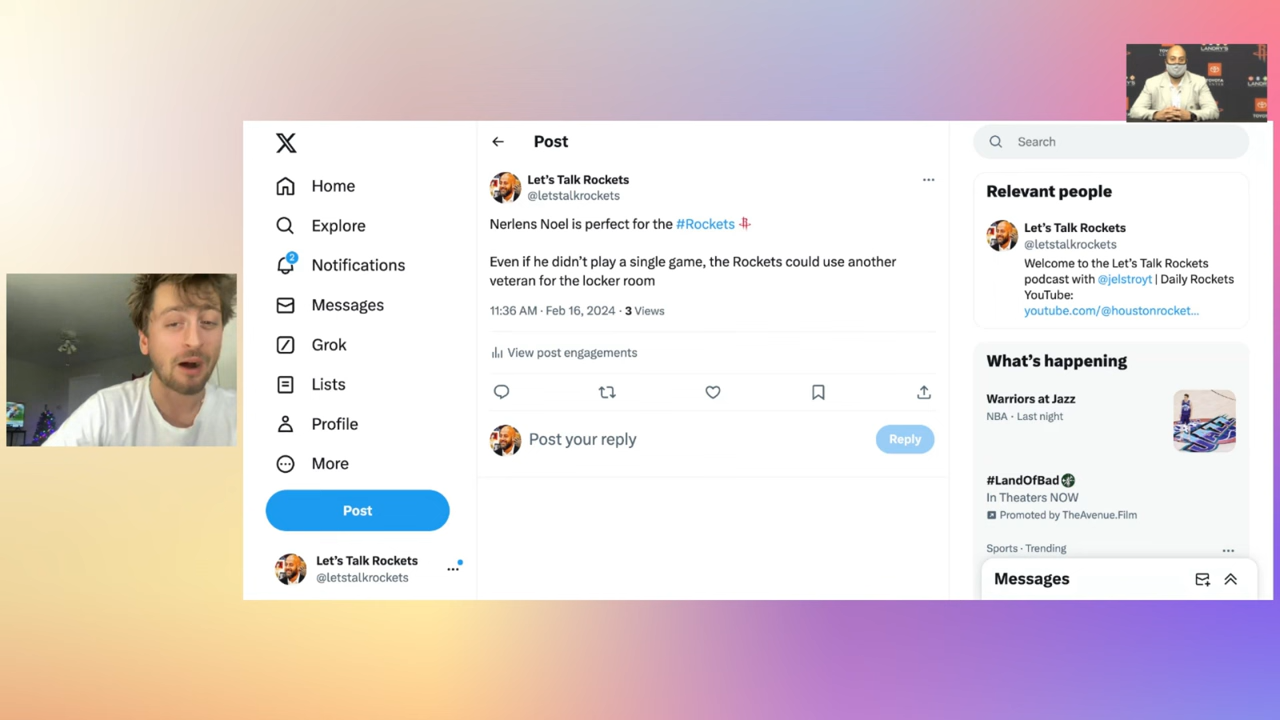 LANDRY'S
TOYOTA
X
Home
Explore
2
Notifications
Messages
Grok
Lists
Profile
More
Post
Let's Talk Rockets
@letstalkrockets
Post
Let's Talk Rockets
@letstalkrockets
Nerlens Noel is perfect for the #Rockets
Even if he didn't play a single game, the Rockets could use another
veteran for the locker room
11:36 AM · Feb 16, 2024 · 3 Views
View post engagements
Post your reply
Reply
Search
Relevant people
Let's Talk Rockets
@letstalkrockets
Welcome to the Let's Talk Rockets
podcast with @jelstroyt | Daily Rockets
YouTube:
youtube.com/@houstonrocket...
What's happening
Warriors at Jazz
NBA · Last night
#LandOfBad
In Theaters NOW
Promoted by TheAvenue.Film
Sports · Trending
Messages